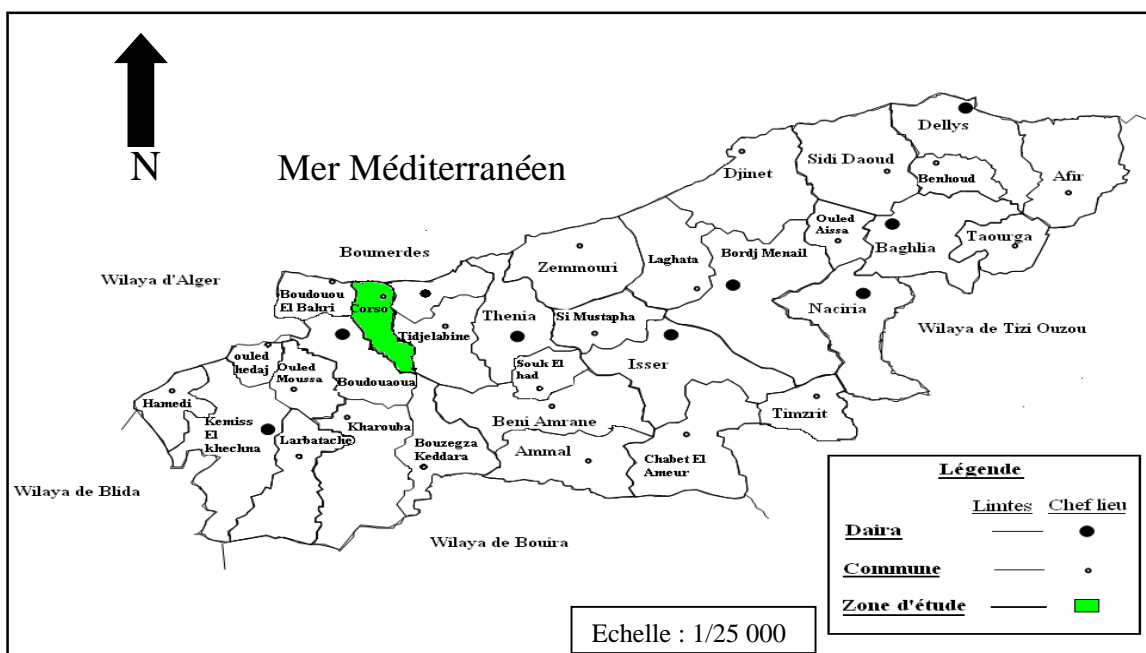 N
Mer Méditerranéen
Dellys
Sidi Daoud
Djinet
Benhoud
Afir
Ouled
Aissa
Baghlia
Taourga
Boumerdes
Zemmouri
Laghata
Bordj Menail
Wilaya d'Alger
Boudouou
El Bahri
Corso
Tidjelabine
Thenia
Si Mustapha
Naciria
Wilaya de Tizi Ouzou
ouled
hedaj
Ouled
Moussa
Boudouaoua
Souk El
had
Isser
Hamedi
Kemiss
El
khechna
Larbatache
Kharouba
Bouzegza
Keddara
Beni Amrane
Ammal
Timzrit
Chabet El
Ameur
Wilaya de Blida
Wilaya de Bouira
Légende
Limtes Chef lieu
Daira
Commune
Zone d'étude
Echelle : 1/25 000